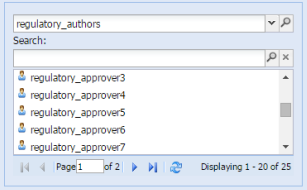 regulatory_authors
Search:
regulatory_approver3
regulatory_approver4
regulatory_approver5
regulatory_approver6
regulatory_approver7
Page 1 of 2 Displaying 1 - 20 of 25